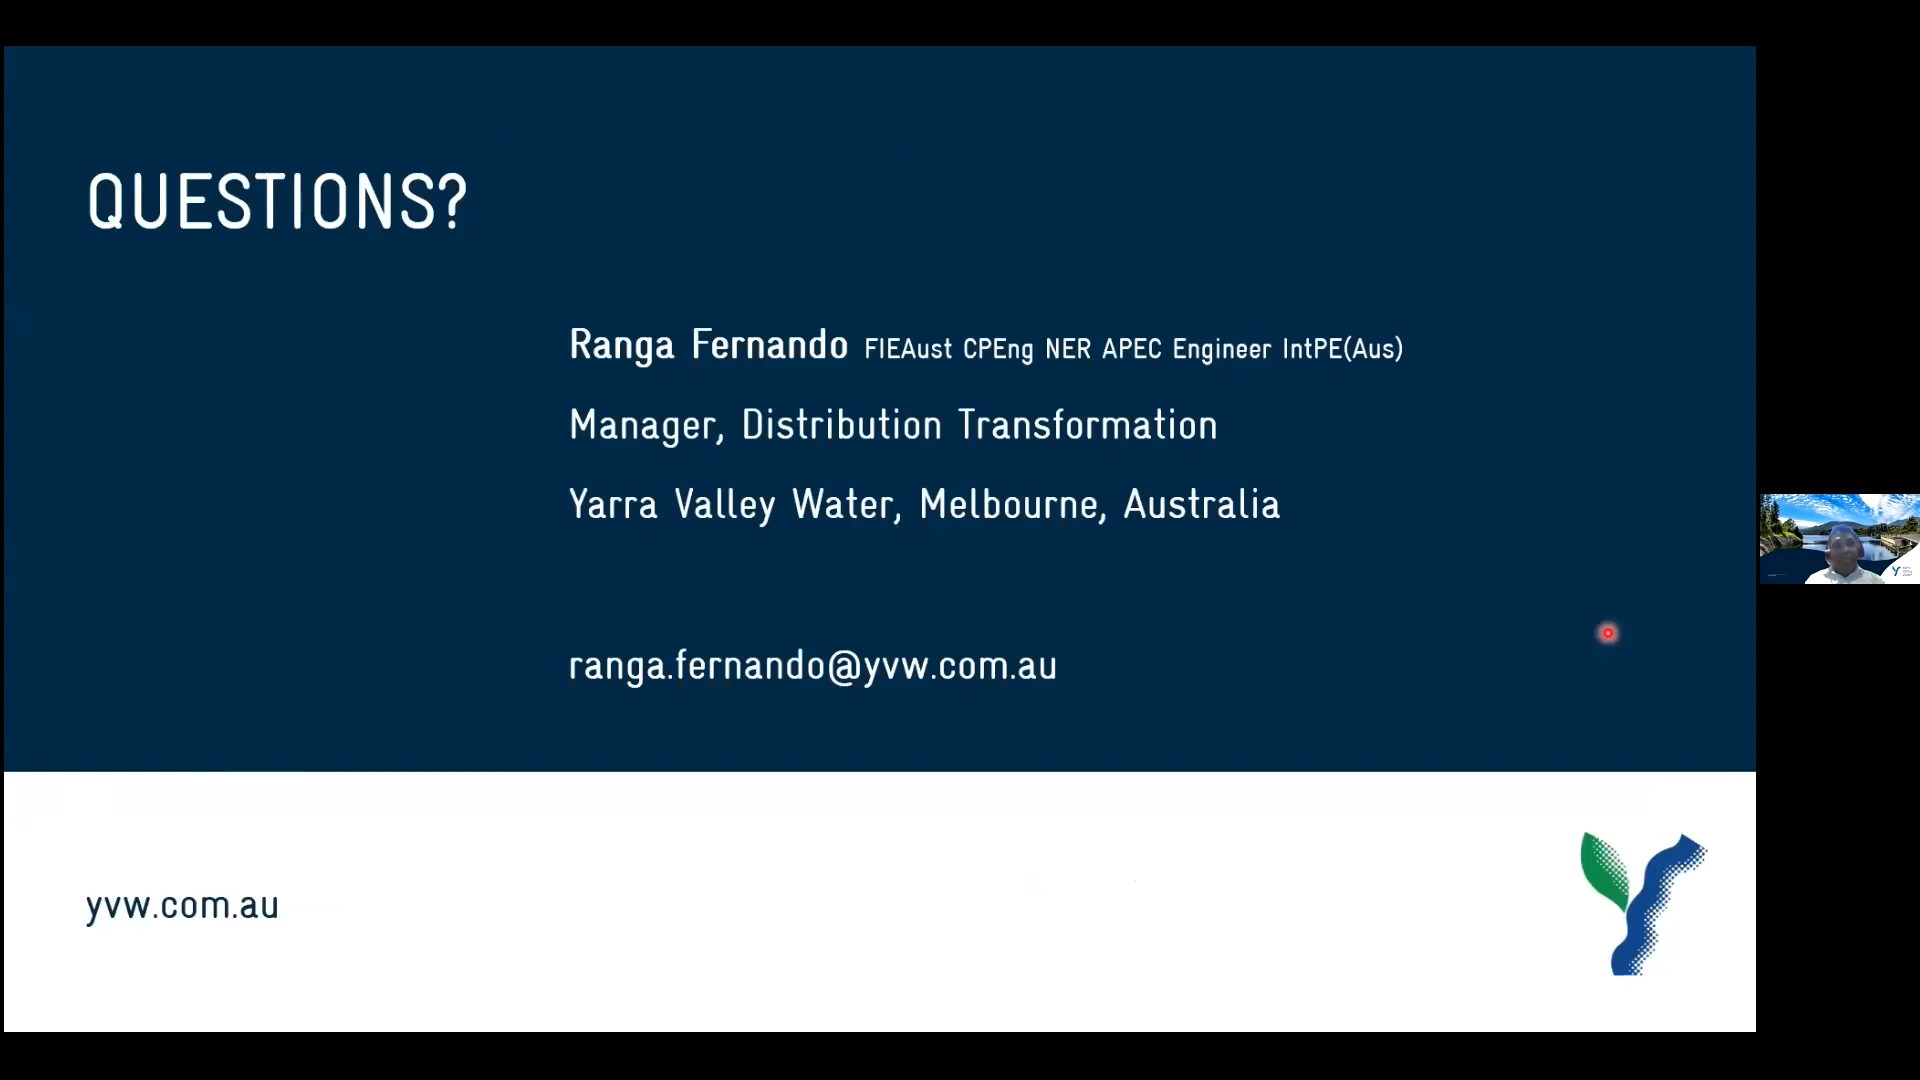 QUESTIONS?
Ranga Fernando FIEAust CPEng NER APEC Engineer IntPE(Aus)
Manager, Distribution Transformation
Yarra Valley Water, Melbourne, Australia
ranga.fernando@yvw.com.au
yvw.com.au